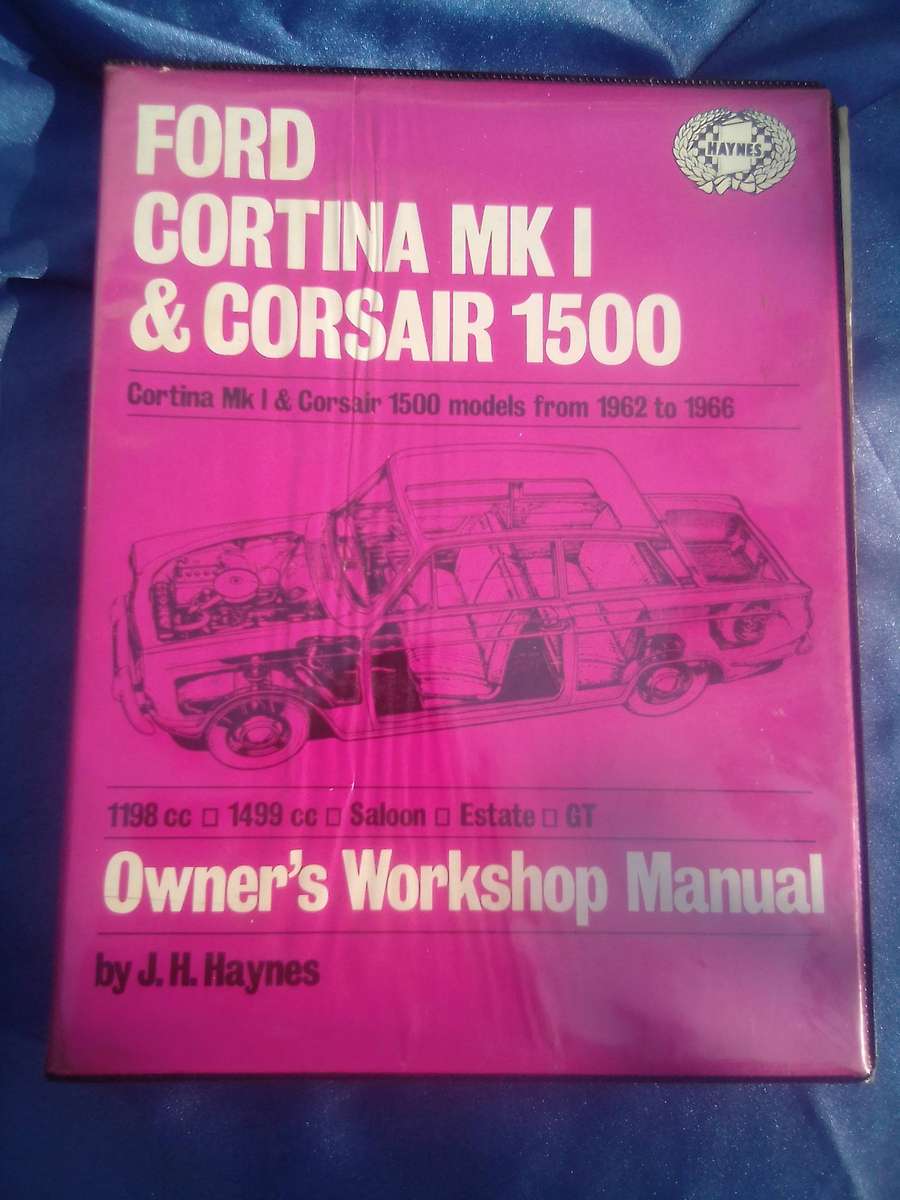 FORD
HAYNES
CORTINA MK I
& CORSAIR 1500
Cortina Mk I & Corsair 1500 models from 1962 to 1966
1198 cc □ 1499 cc □ Saloon □ Estate □ GT
Owner's Workshop Manual
by J. H. Haynes